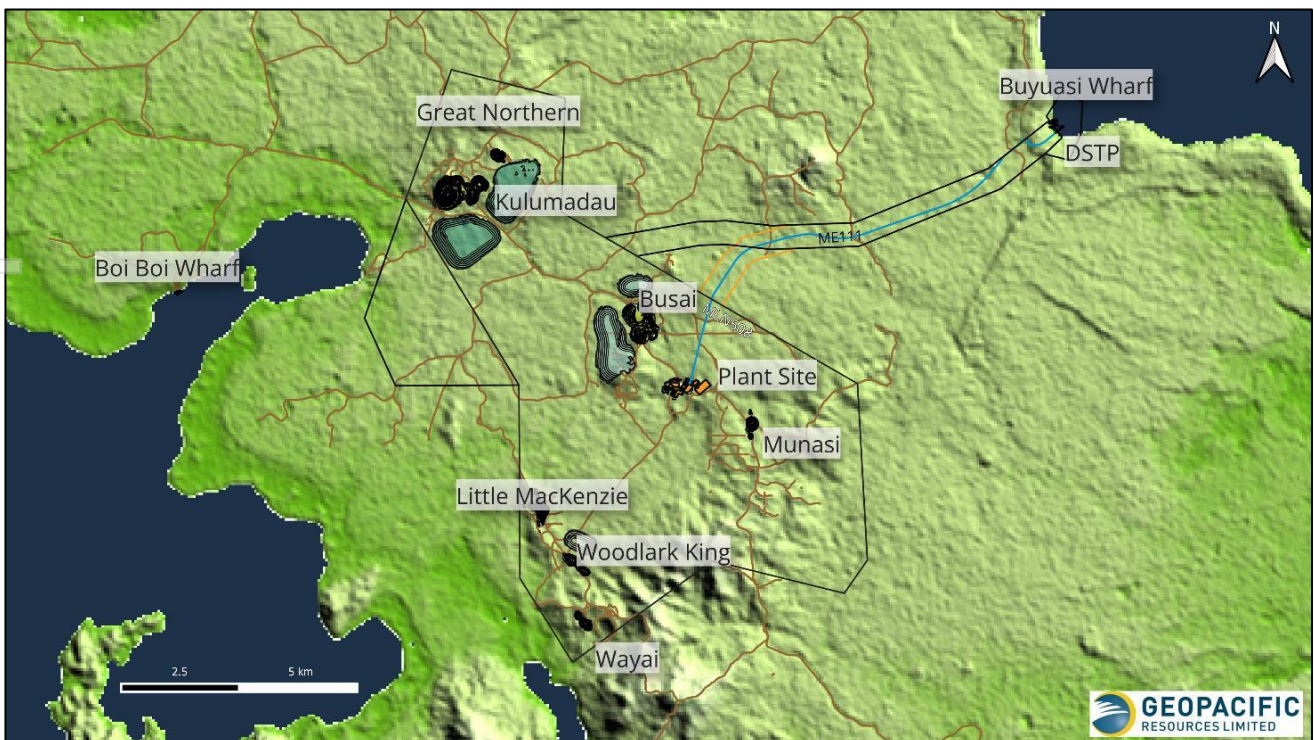 N
Buyuasi Wharf
Great Northern
DSTP
Kulumadau
ME111
Boi Boi Wharf
Busai
ML508
Plant Site
Munasi
Little MacKenzie
Woodlark King
Wayai
2.5 5 km
GEOPACIFIC
RESOURCES LIMITED